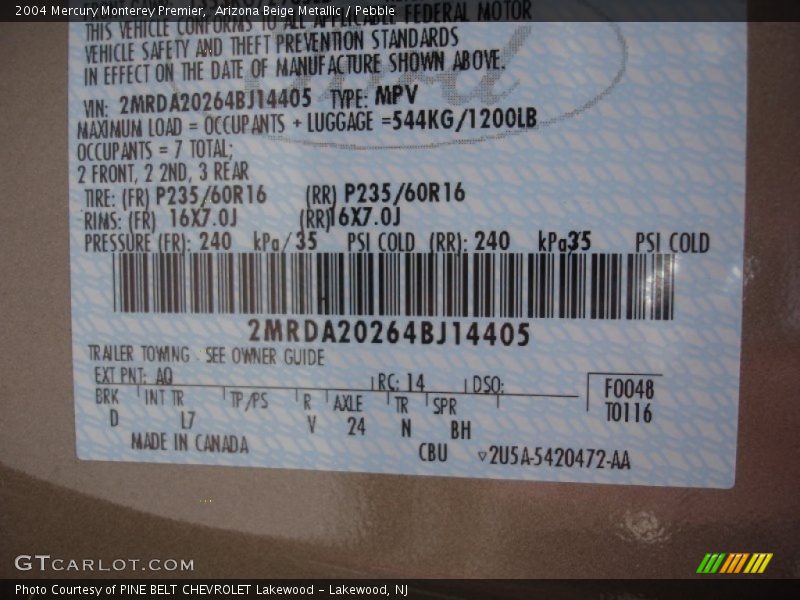 2004 Mercury Monterey Premier,  Arizona Beige Metallic / Pebble
THIS VEHICLE CONFORMS TO ALL APPLICABLE FEDERAL MOTOR
VEHICLE SAFETY AND THEFT PREVENTION STANDARDS
IN EFFECT ON THE DATE OF MANUFACTURE SHOWN ABOVE.
VIN: 2MRDA20264BJ14405 TYPE: MPV
MAXIMUM LOAD = OCCUPANTS + LUGGAGE =544KG/1200LB
OCCUPANTS = 7 TOTAL;
2 FRONT, 2 2ND, 3 REAR
TIRE: (FR) P235/60R16 (RR) P235/60R16
RIMS: (FR) 16X7.0J (RR)16X7.0J
PRESSURE (FR): 240 kPa/ 35 PSI COLD (RR): 240 kPa35 PSI COLD
2MRDA20264BJ14405
TRAILER TOWING - SEE OWNER GUIDE
EXT PNT: AQ RC: 14 DSO: F0048
BRK INT TR TP/PS R AXLE TR SPR T0116
D L7 V 24 N BH
MADE IN CANADA CBU ▽2U5A-5420472-AA
GTCARLOT.COM
Photo Courtesy of PINE BELT CHEVROLET Lakewood - Lakewood, NJ